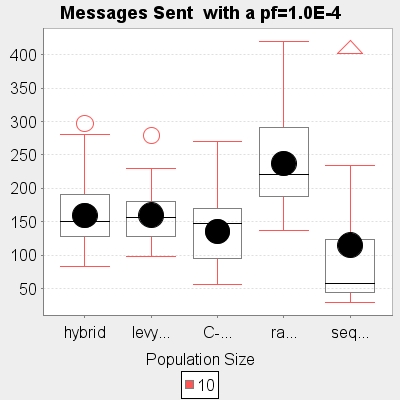 Messages Sent  with a pf=1.0E-4
400
350
300
250
200
150
100
50
hybrid
levy...
C-...
ra...
seq...
Population Size
10